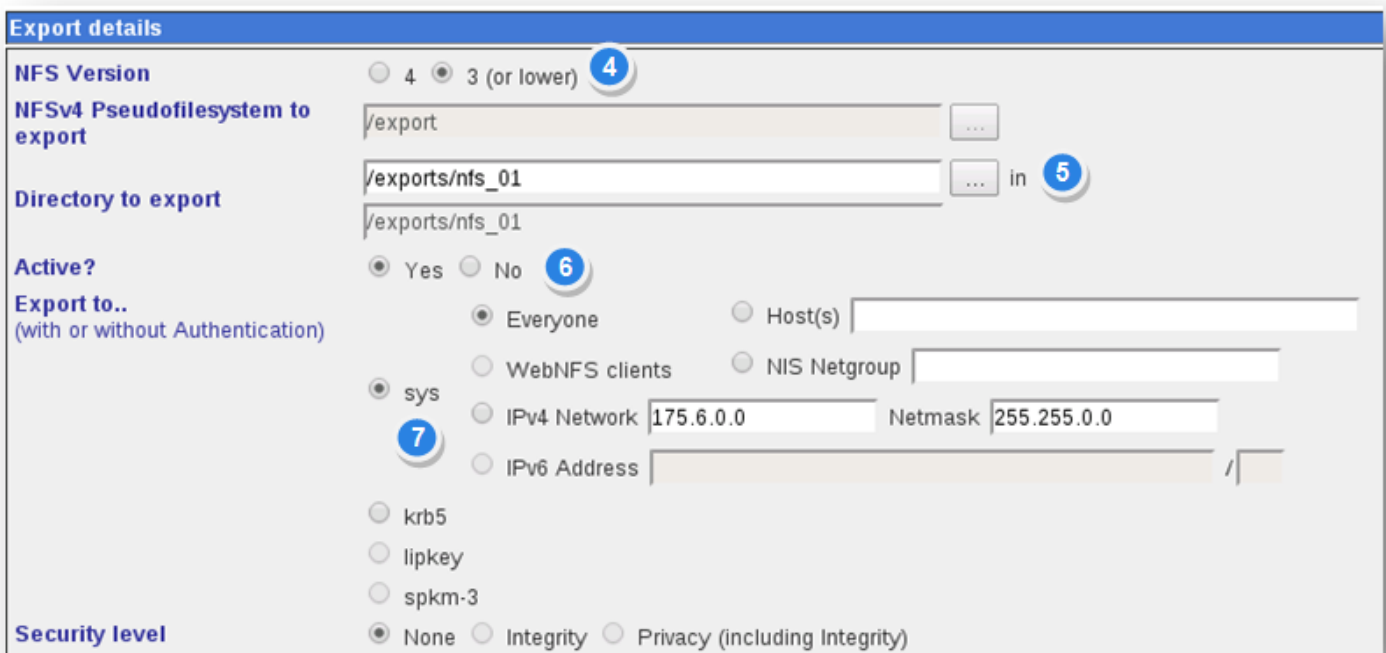 Export details
NFS Version 4 3 (or lower) 4
NFSv4 Pseudofilesystem to
export
/export ...
Directory to export
/exports/nfs_01 ... in 5
/exports/nfs_01
Active? Yes No 6
Export to..
(with or without Authentication)
Everyone Host(s)
WebNFS clients NIS Netgroup
sys
7
IPv4 Network 175.6.0.0 Netmask 255.255.0.0
IPv6 Address /
krb5
lipkey
spkm-3
Security level None Integrity Privacy (including Integrity)